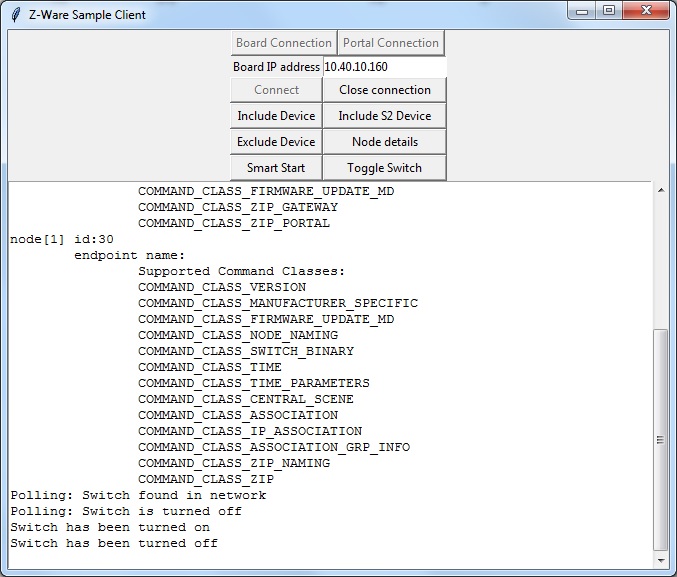 Z-Ware Sample Client
Board Connection Portal Connection
Board IP address 10.40.10.160
Connect Close connection
Include Device Include S2 Device
Exclude Device Node details
Smart Start Toggle Switch
COMMAND_CLASS_FIRMWARE_UPDATE_MD
COMMAND_CLASS_ZIP_GATEWAY
COMMAND_CLASS_ZIP_PORTAL
node[1] id:30
endpoint name:
Supported Command Classes:
COMMAND_CLASS_VERSION
COMMAND_CLASS_MANUFACTURER_SPECIFIC
COMMAND_CLASS_FIRMWARE_UPDATE_MD
COMMAND_CLASS_NODE_NAMING
COMMAND_CLASS_SWITCH_BINARY
COMMAND_CLASS_TIME
COMMAND_CLASS_TIME_PARAMETERS
COMMAND_CLASS_CENTRAL_SCENE
COMMAND_CLASS_ASSOCIATION
COMMAND_CLASS_IP_ASSOCIATION
COMMAND_CLASS_ASSOCIATION_GRP_INFO
COMMAND_CLASS_ZIP_NAMING
COMMAND_CLASS_ZIP
Polling: Switch found in network
Polling: Switch is turned off
Switch has been turned on
Switch has been turned off